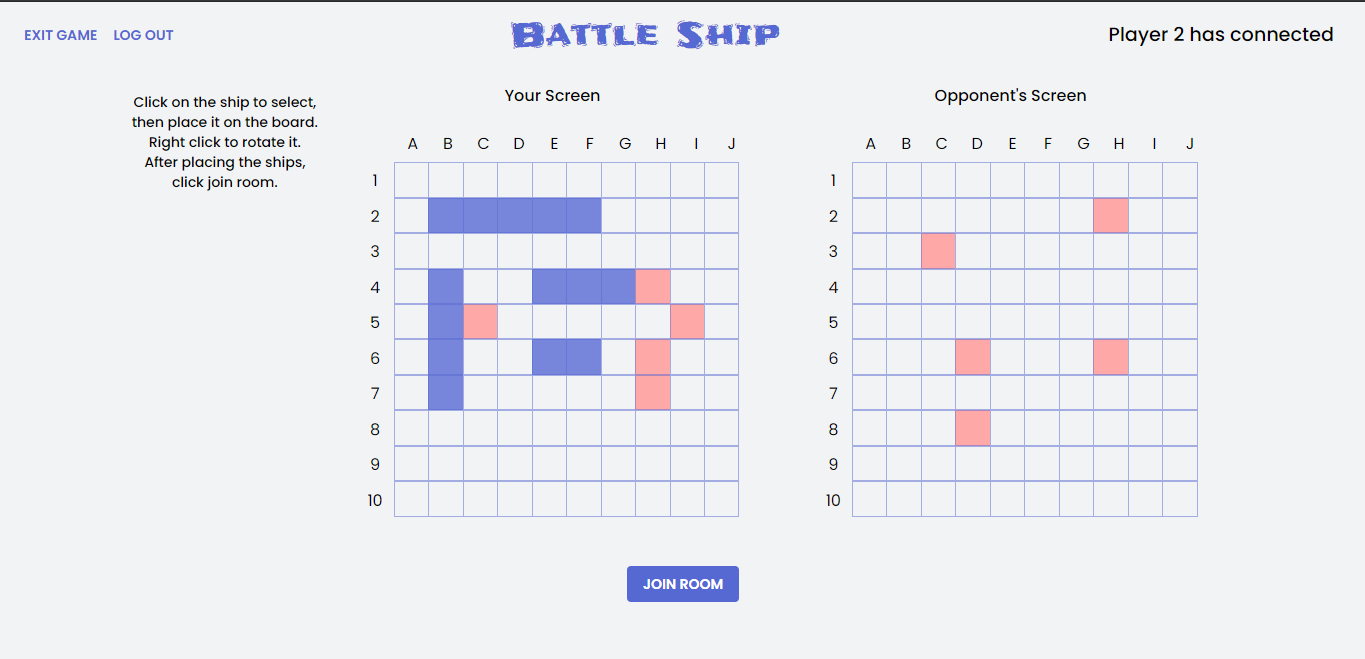 EXIT GAME LOG OUT
Battle Ship
Player 2 has connected
Click on the ship to select,
then place it on the board.
Right click to rotate it.
After placing the ships,
click join room.
Your Screen
A B C D E F G H I J
1
2
3
4
5
6
7
8
9
10
Opponent's Screen
A B C D E F G H I J
1
2
3
4
5
6
7
8
9
10
JOIN ROOM